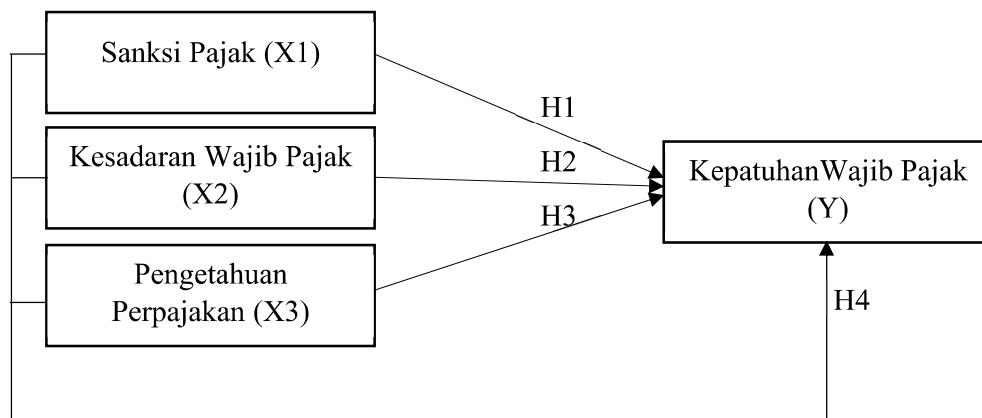 Sanksi Pajak (X1)
Kesadaran Wajib Pajak
(X2)
Pengetahuan
Perpajakan (X3)
H1
H2
H3
KepatuhanWajib Pajak
(Y)
H4